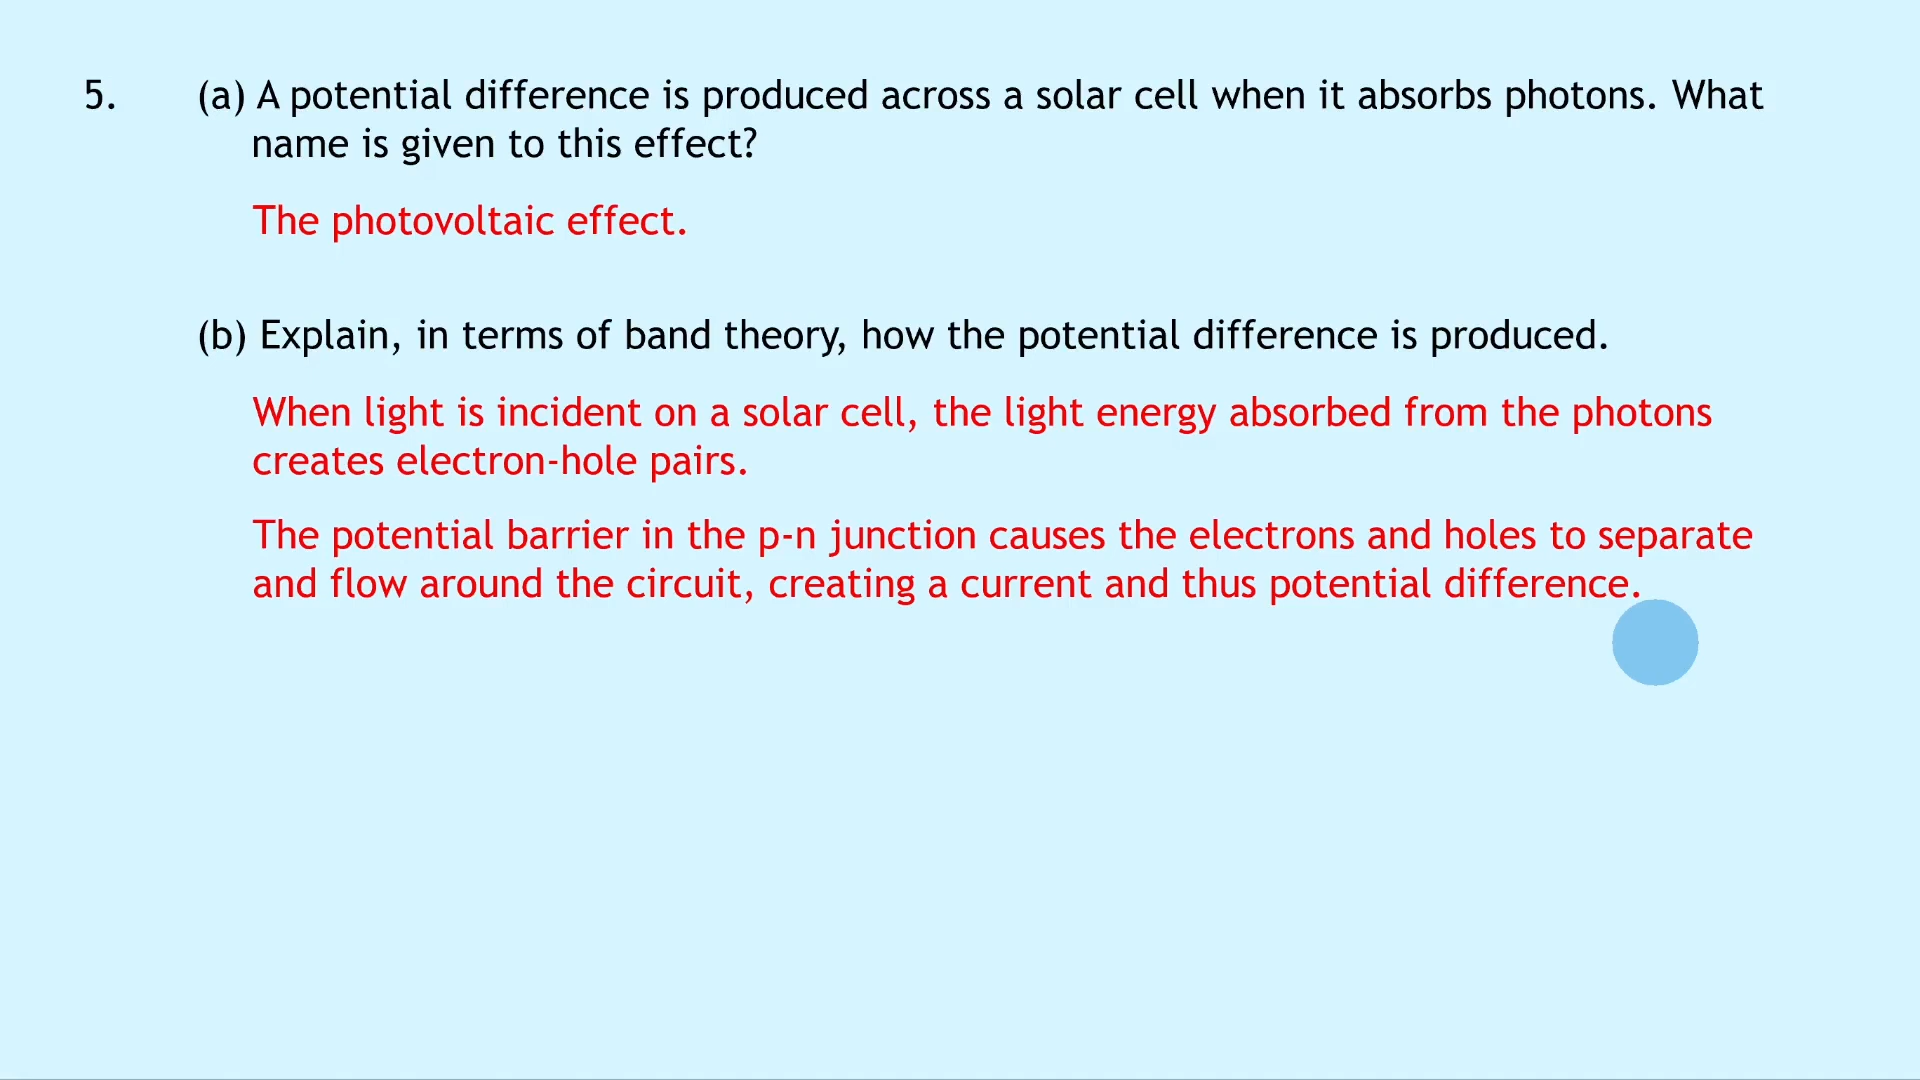 5. (a) A potential difference is produced across a solar cell when it absorbs photons. What
name is given to this effect?
The photovoltaic effect.
(b) Explain, in terms of band theory, how the potential difference is produced.
When light is incident on a solar cell, the light energy absorbed from the photons
creates electron-hole pairs.
The potential barrier in the p-n junction causes the electrons and holes to separate
and flow around the circuit, creating a current and thus potential difference.